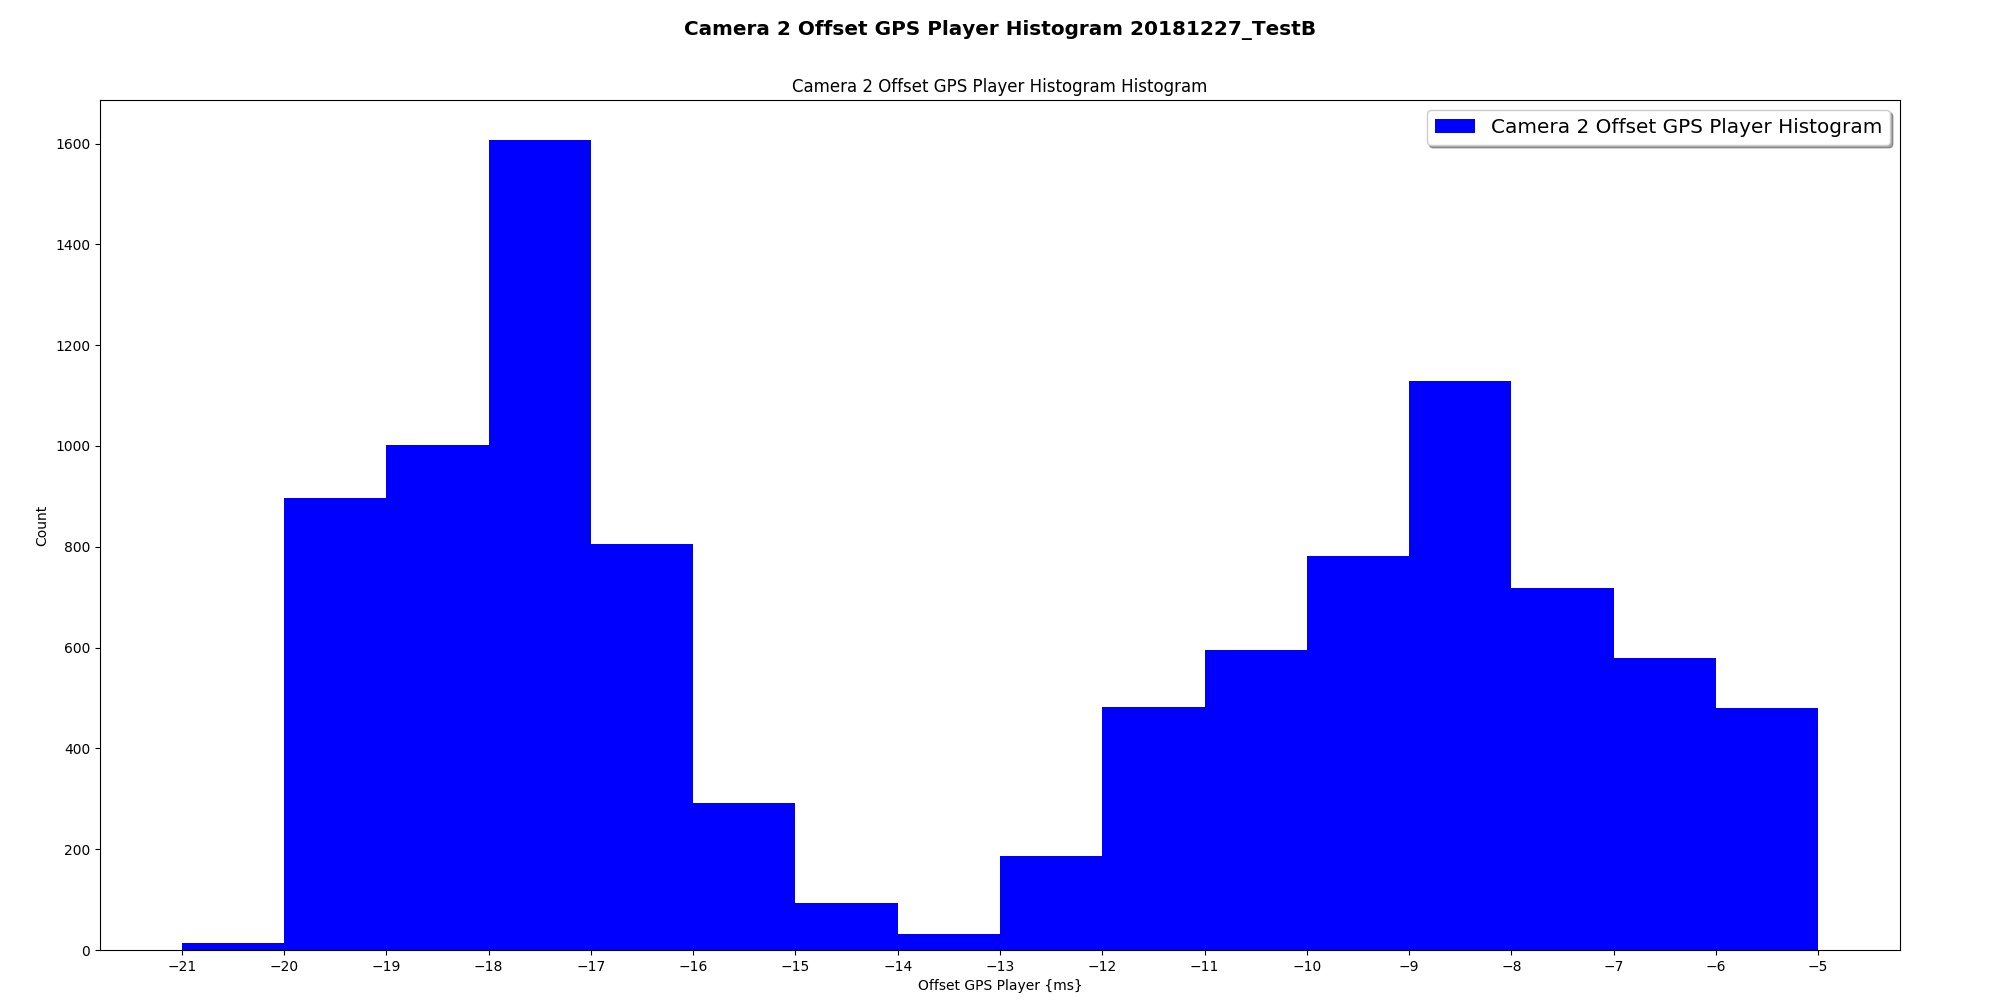 Camera 2 Offset GPS Player Histogram 20181227_TestB
Camera 2 Offset GPS Player Histogram Histogram
Camera 2 Offset GPS Player Histogram
1600
1400
1200
1000
800
600
400
200
0
Count
−21 −20 −19 −18 −17 −16 −15 −14 −13 −12 −11 −10 −9 −8 −7 −6 −5
Offset GPS Player {ms}